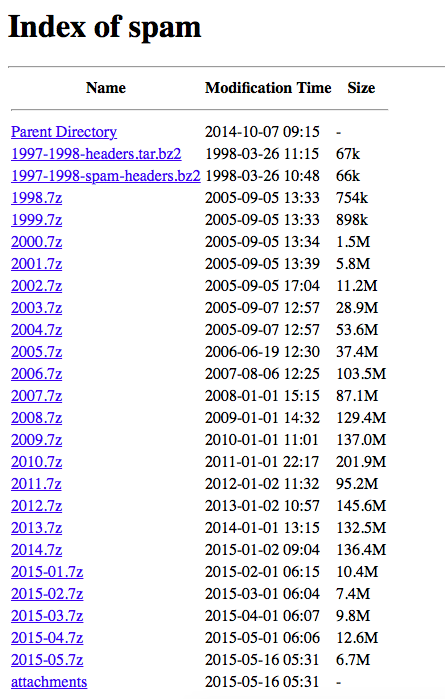 Index of spam
Name Modification Time Size
Parent Directory 2014-10-07 09:15 -
1997-1998-headers.tar.bz2 1998-03-26 11:15 67k
1997-1998-spam-headers.bz2 1998-03-26 10:48 66k
1998.7z 2005-09-05 13:33 754k
1999.7z 2005-09-05 13:33 898k
2000.7z 2005-09-05 13:34 1.5M
2001.7z 2005-09-05 13:39 5.8M
2002.7z 2005-09-05 17:04 11.2M
2003.7z 2005-09-07 12:57 28.9M
2004.7z 2005-09-07 12:57 53.6M
2005.7z 2006-06-19 12:30 37.4M
2006.7z 2007-08-06 12:25 103.5M
2007.7z 2008-01-01 15:15 87.1M
2008.7z 2009-01-01 14:32 129.4M
2009.7z 2010-01-01 11:01 137.0M
2010.7z 2011-01-01 22:17 201.9M
2011.7z 2012-01-02 11:32 95.2M
2012.7z 2013-01-02 10:57 145.6M
2013.7z 2014-01-01 13:15 132.5M
2014.7z 2015-01-02 09:04 136.4M
2015-01.7z 2015-02-01 06:15 10.4M
2015-02.7z 2015-03-01 06:04 7.4M
2015-03.7z 2015-04-01 06:07 9.8M
2015-04.7z 2015-05-01 06:06 12.6M
2015-05.7z 2015-05-16 05:31 6.7M
attachments 2015-05-16 05:31 -